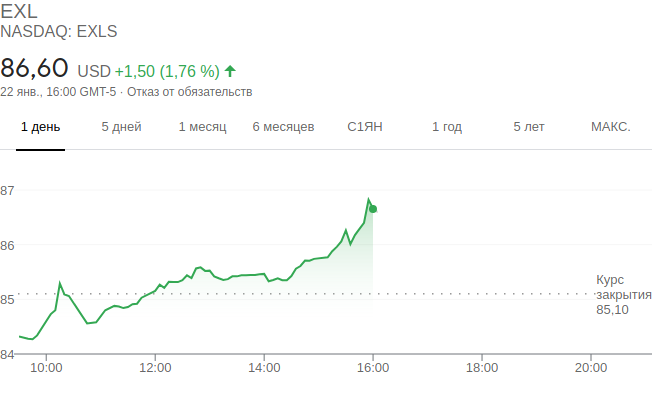 EXL
NASDAQ: EXLS
86,60 USD +1,50 (1,76 %)
22 янв., 16:00 GMT-5 · Отказ от обязательств
1 день 5 дней 1 месяц 6 месяцев С1ЯН 1 год 5 лет МАКС.
87
86
Курс
85 закрытия
85,10
84
10:00 12:00 14:00 16:00 18:00 20:00